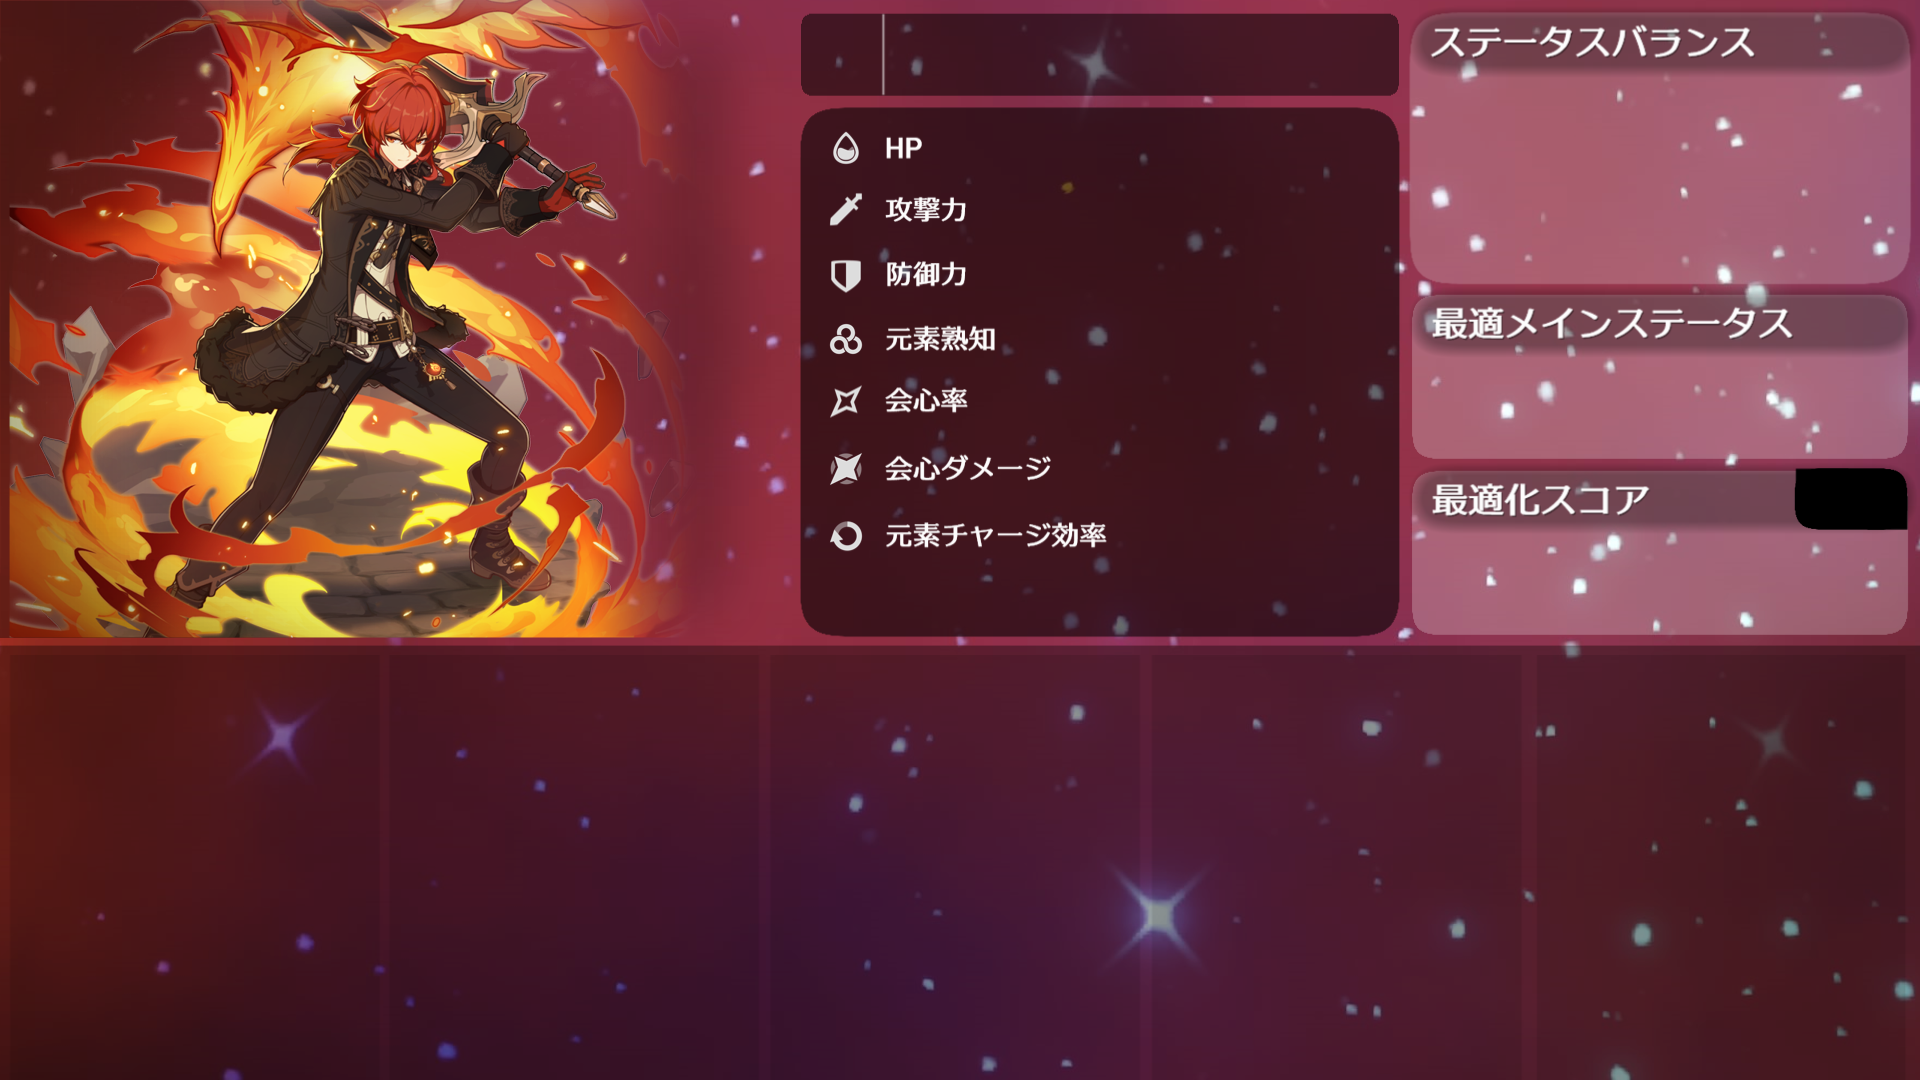 HP
攻撃力
防御力
元素熟知
会心率
会心ダメージ
元素チャージ効率
ステータスバランス
最適メインステータス
最適化スコア